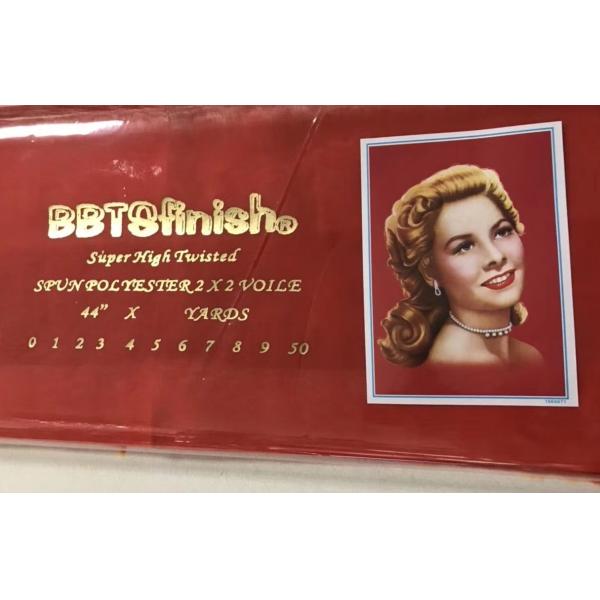 BBTSfinish®
Super High Twisted
SPUN POLYESTER 2 X 2 VOILE
44" X YARDS
0 1 2 3 4 5 6 7 8 9 50